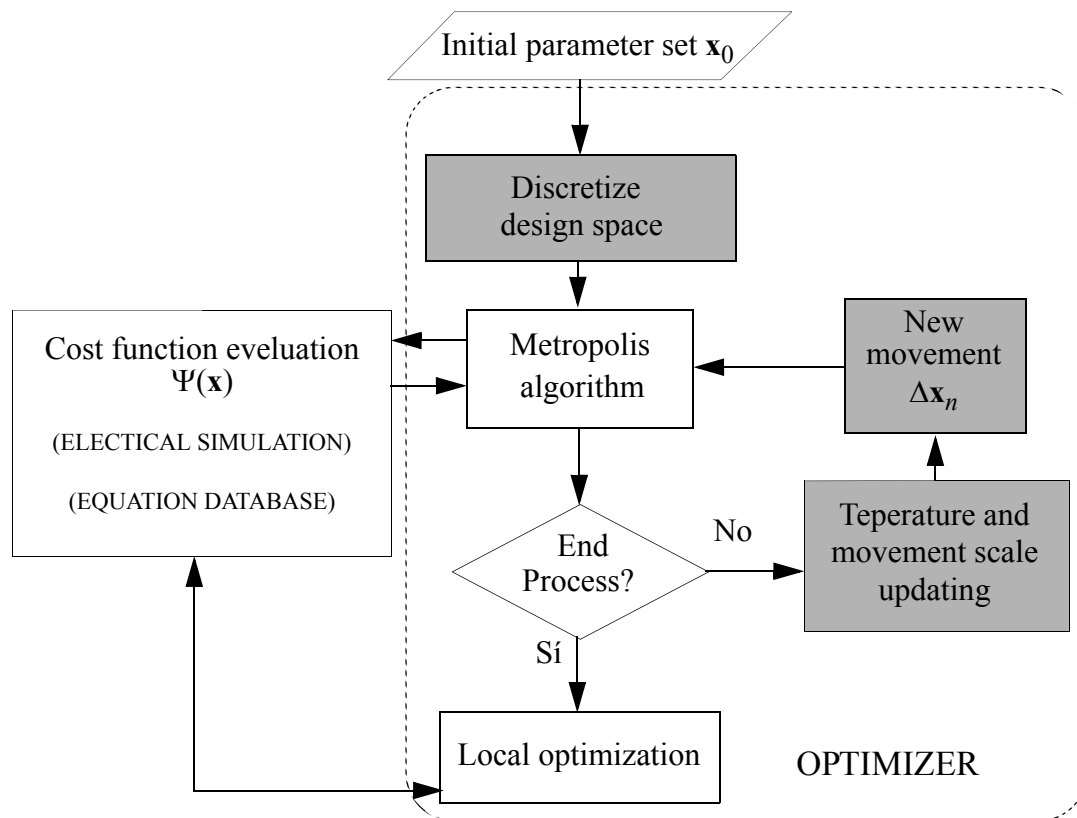 Initial parameter set x₀
Discretize
design space
Metropolis
algorithm
New
movement
Δxₙ
Cost function eveluation
Ψ(x)
(ELECTICAL SIMULATION)
(EQUATION DATABASE)
End
Process?
No
Teperature and
movement scale
updating
Sí
Local optimization
OPTIMIZER